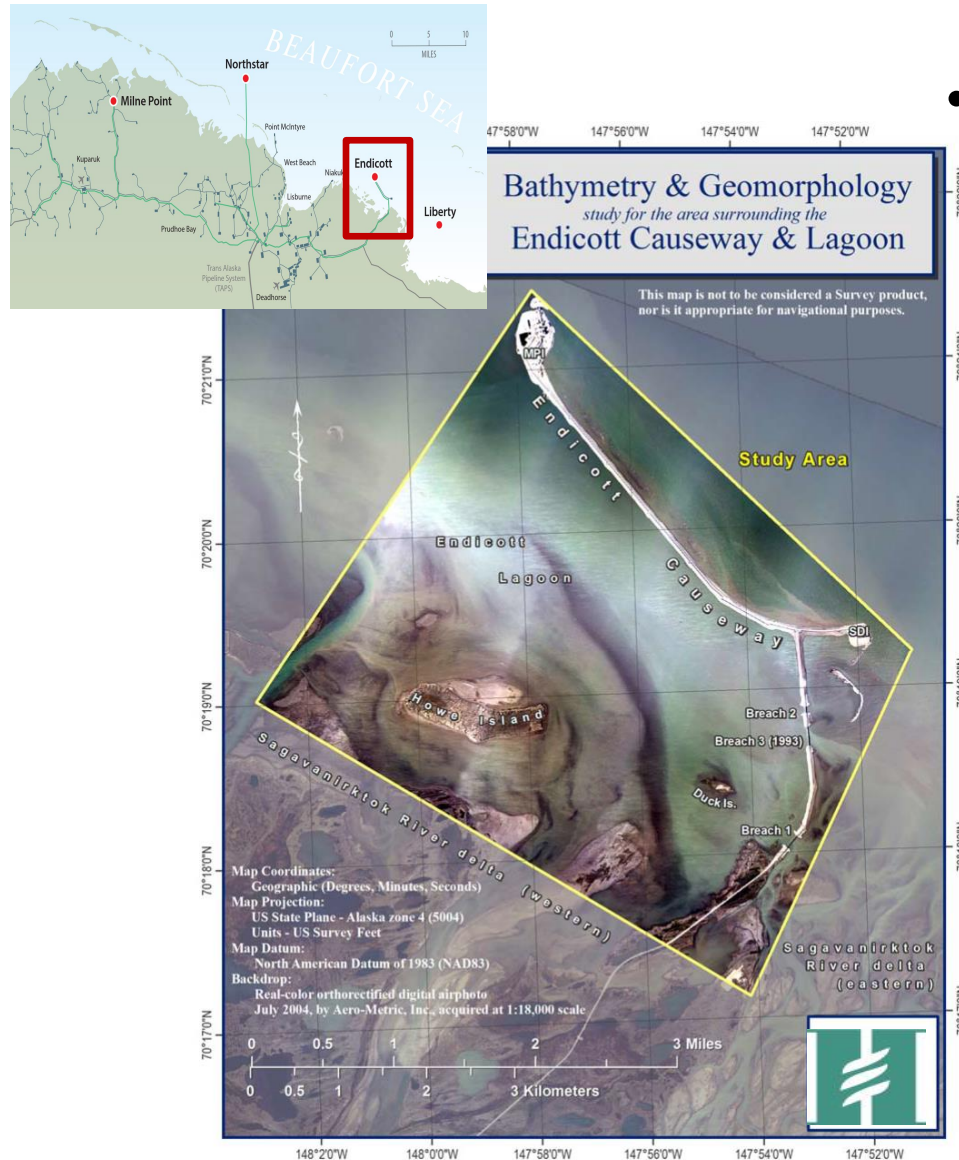 BEAUFORT SEA
0 5 10
MILES
Northstar
Milne Point
Point McIntyre
West Beach
Endicott
Kuparuk
Lisburne
Liberty
Prudhoe Bay
Trans Alaska
Pipeline System
(TAPS)
Deadhorse
147°56'0"W 147°54'0"W 147°52'0"W
Bathymetry & Geomorphology
study for the area surrounding the
Endicott Causeway & Lagoon
This map is not to be considered a Survey product,
nor is it appropriate for navigational purposes.
MPI
70°21'0"N
Endicott
Study Area
70°20'0"N
Endicott
Lagoon
Causeway
SDI
70°19'0"N
Howe Island
Breach 2
Breach 3 (1993)
Duck Is.
Breach 1
Sagavanirktok River delta (western)
70°18'0"N
Map Coordinates:
Geographic (Degrees, Minutes, Seconds)
Map Projection:
US State Plane - Alaska zone 4 (5004)
Units - US Survey Feet
Map Datum:
North American Datum of 1983 (NAD83)
Backdrop:
Real-color orthorectified digital airphoto
July 2004, by Aero-Metric, Inc., acquired at 1:18,000 scale
Sagavanirktok
River delta
(eastern)
70°17'0"N
0 0.5 1 2 3 Miles
0 0.5 1 2 3 Kilometers
148°2'0"W 148°0'0"W 147°58'0"W 147°56'0"W 147°54'0"W 147°52'0"W